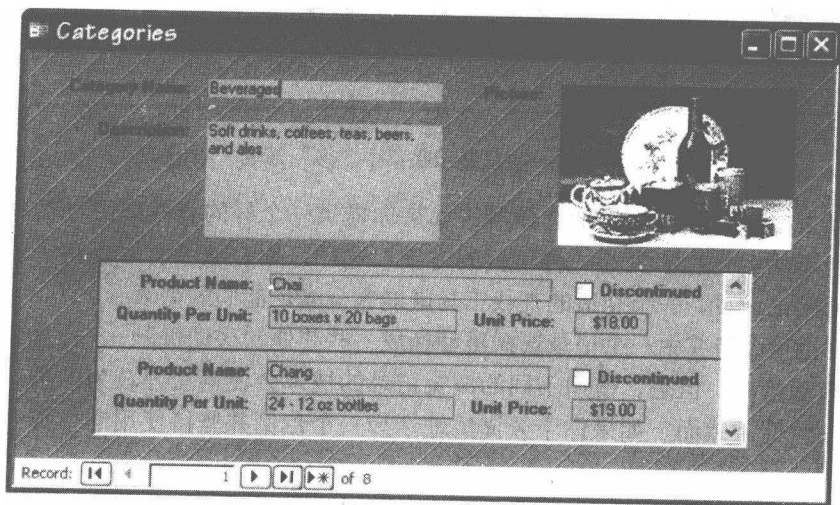 Categories
Category Name: Beverages Picture:
Description: Soft drinks, coffees, teas, beers,
and ales
Product Name: Chai Discontinued
Quantity Per Unit: 10 boxes x 20 bags Unit Price: $18.00
Product Name: Chang Discontinued
Quantity Per Unit: 24 - 12 oz bottles Unit Price: $19.00
Record: 1 of 8